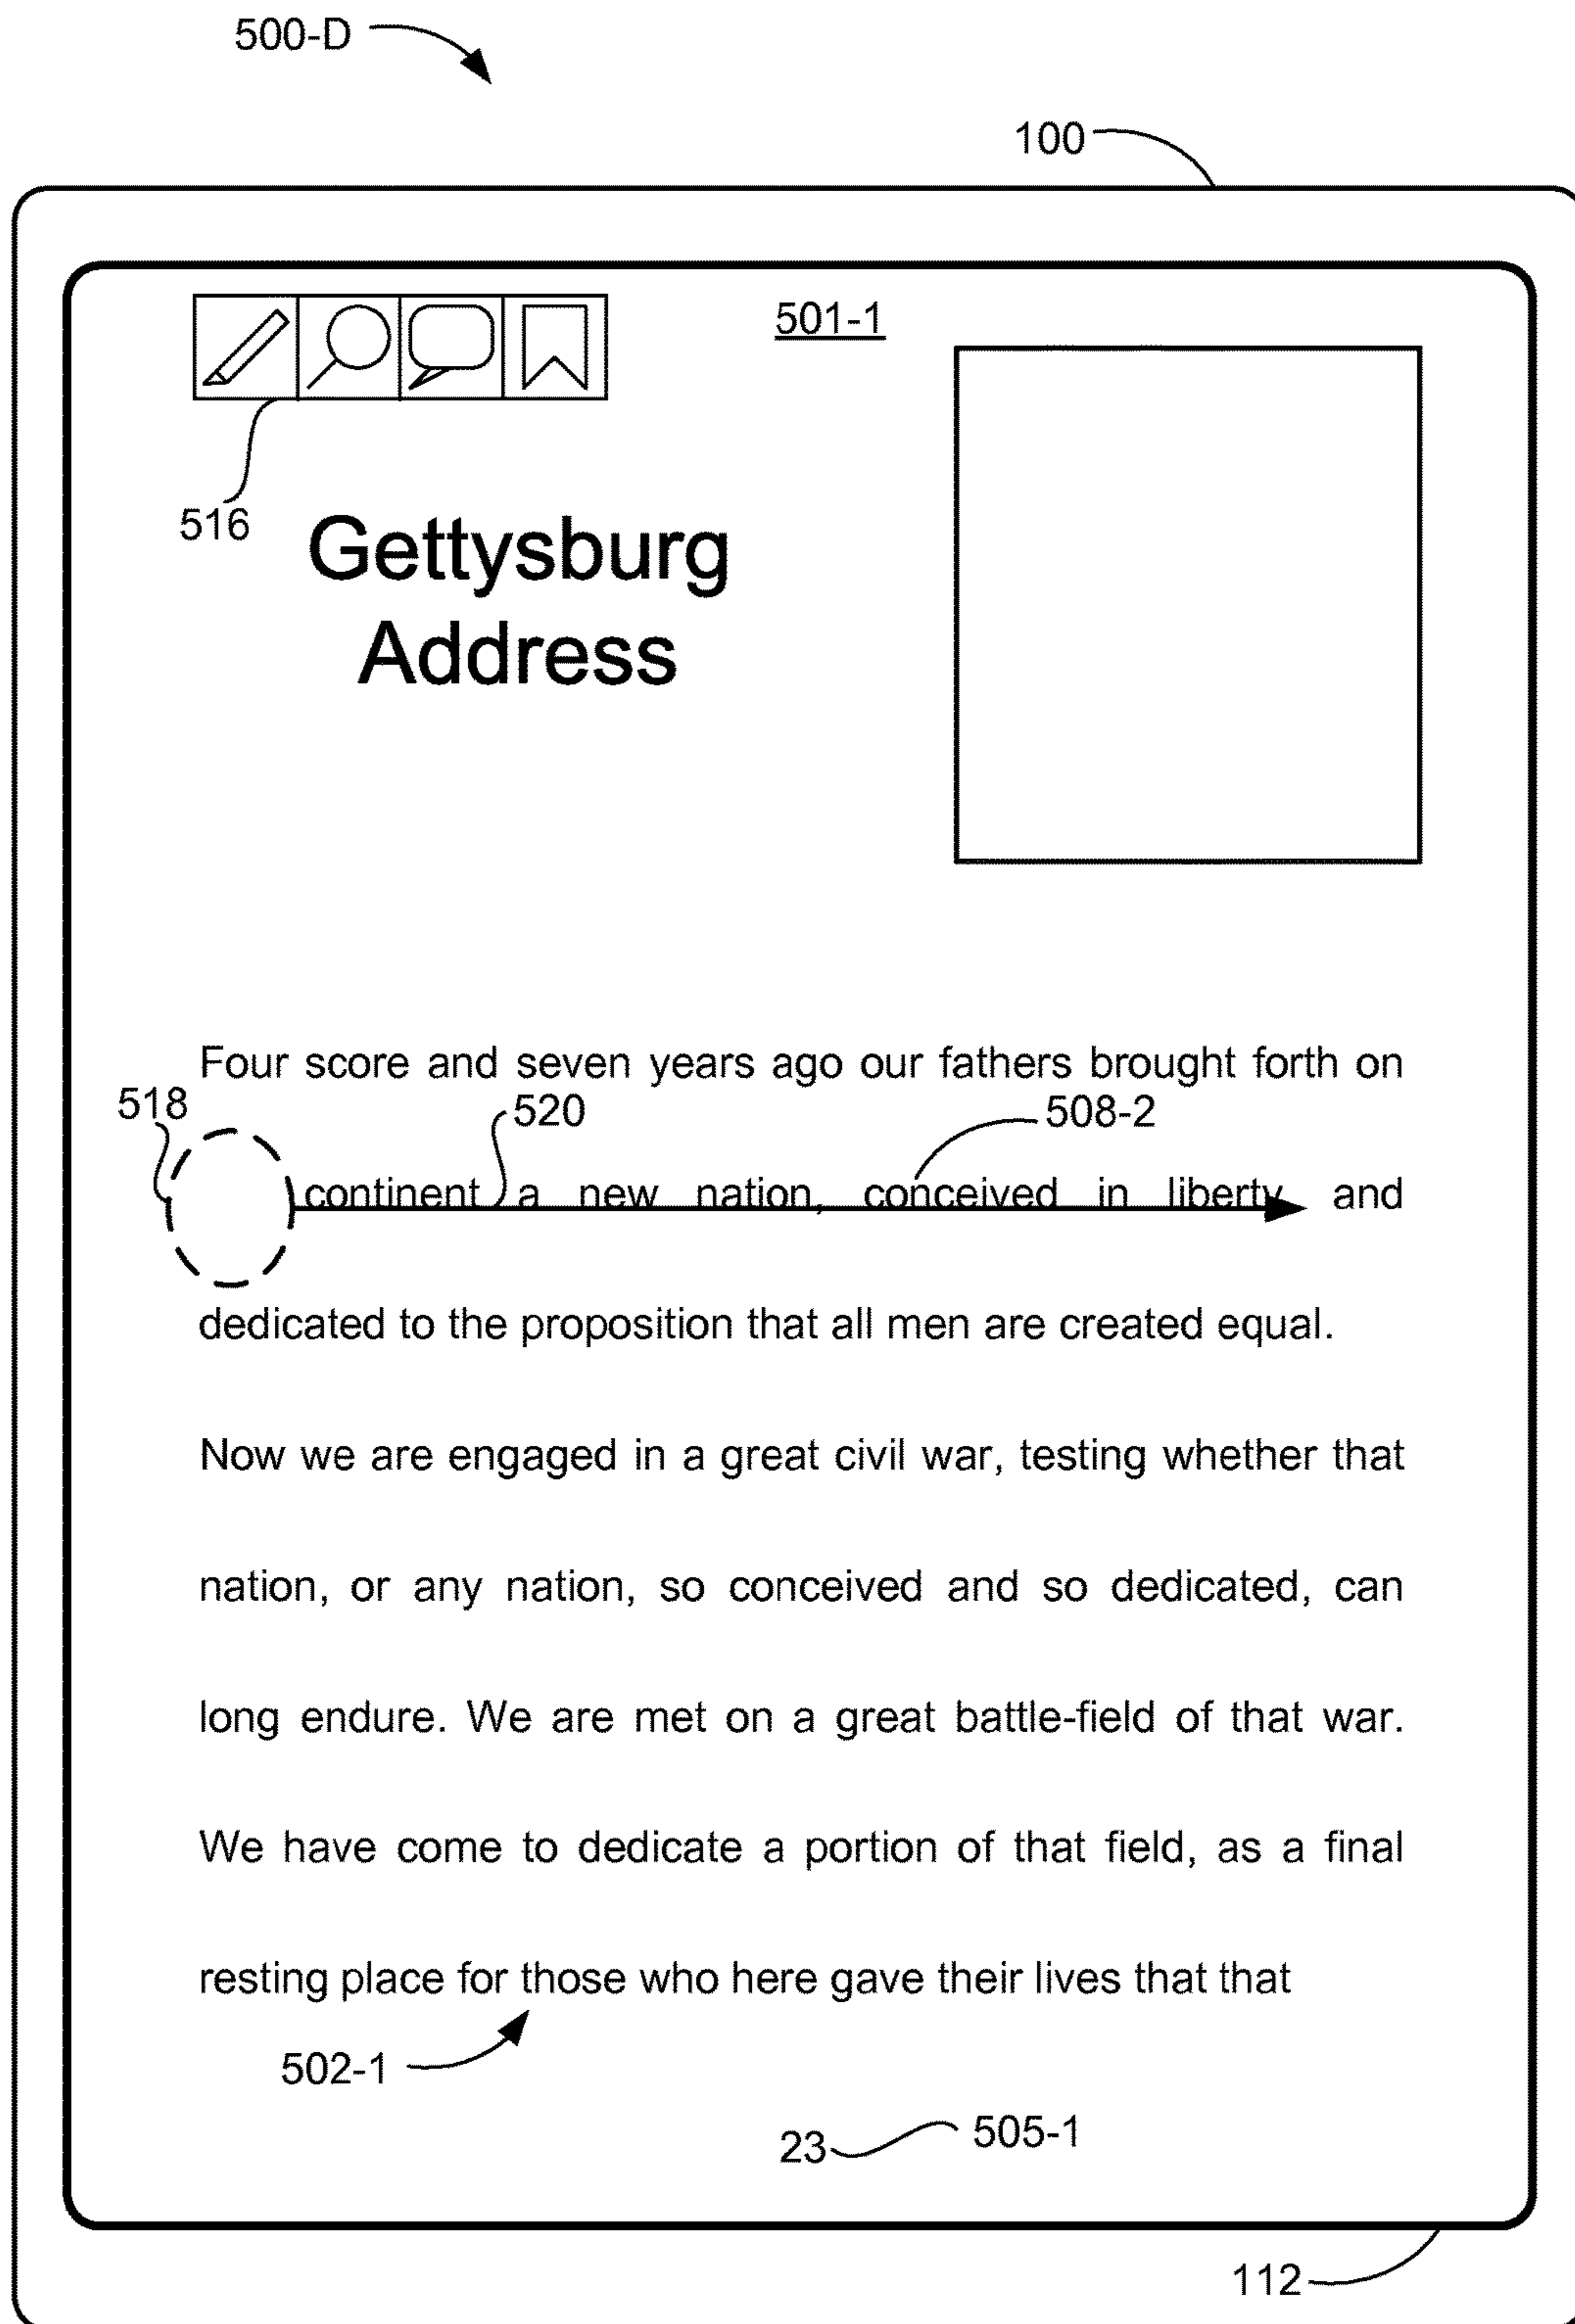 500-D
100
501-1
516
Gettysburg
Address
Four score and seven years ago our fathers brought forth on
518
520
508-2
continent a new nation, conceived in liberty and
dedicated to the proposition that all men are created equal.
Now we are engaged in a great civil war, testing whether that
nation, or any nation, so conceived and so dedicated, can
long endure. We are met on a great battle-field of that war.
We have come to dedicate a portion of that field, as a final
resting place for those who here gave their lives that that
502-1
23
505-1
112